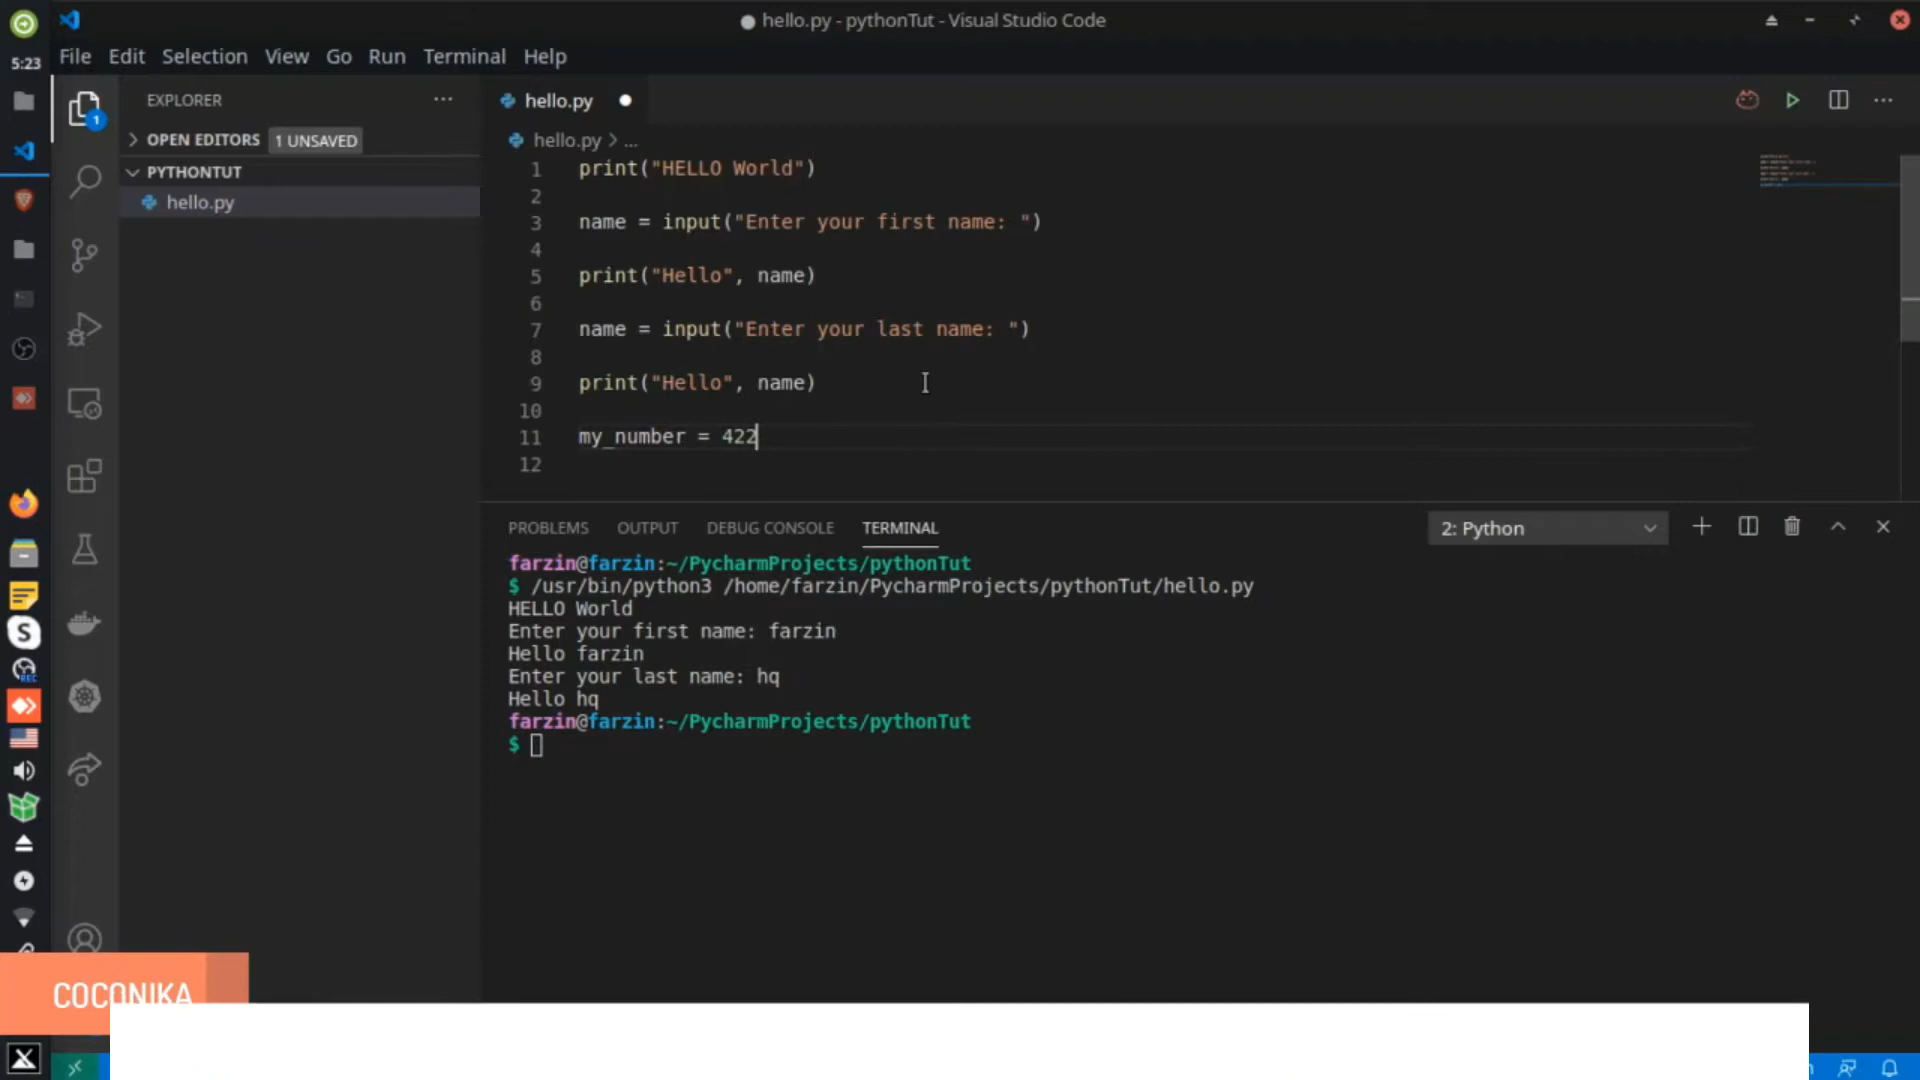 hello.py - pythonTut - Visual Studio Code
5:23
File Edit Selection View Go Run Terminal Help
EXPLORER
1
OPEN EDITORS 1 UNSAVED
PYTHONTUT
hello.py
hello.py
hello.py > ...
1 print("HELLO World")
2
3 name = input("Enter your first name: ")
4
5 print("Hello", name)
6
7 name = input("Enter your last name: ")
8
9 print("Hello", name)
10
11 my_number = 422
12
PROBLEMS OUTPUT DEBUG CONSOLE TERMINAL 2: Python
farzin@farzin:~/PycharmProjects/pythonTut
$ /usr/bin/python3 /home/farzin/PycharmProjects/pythonTut/hello.py
HELLO World
Enter your first name: farzin
Hello farzin
Enter your last name: hq
Hello hq
farzin@farzin:~/PycharmProjects/pythonTut
$
S
REC
COCONIKA